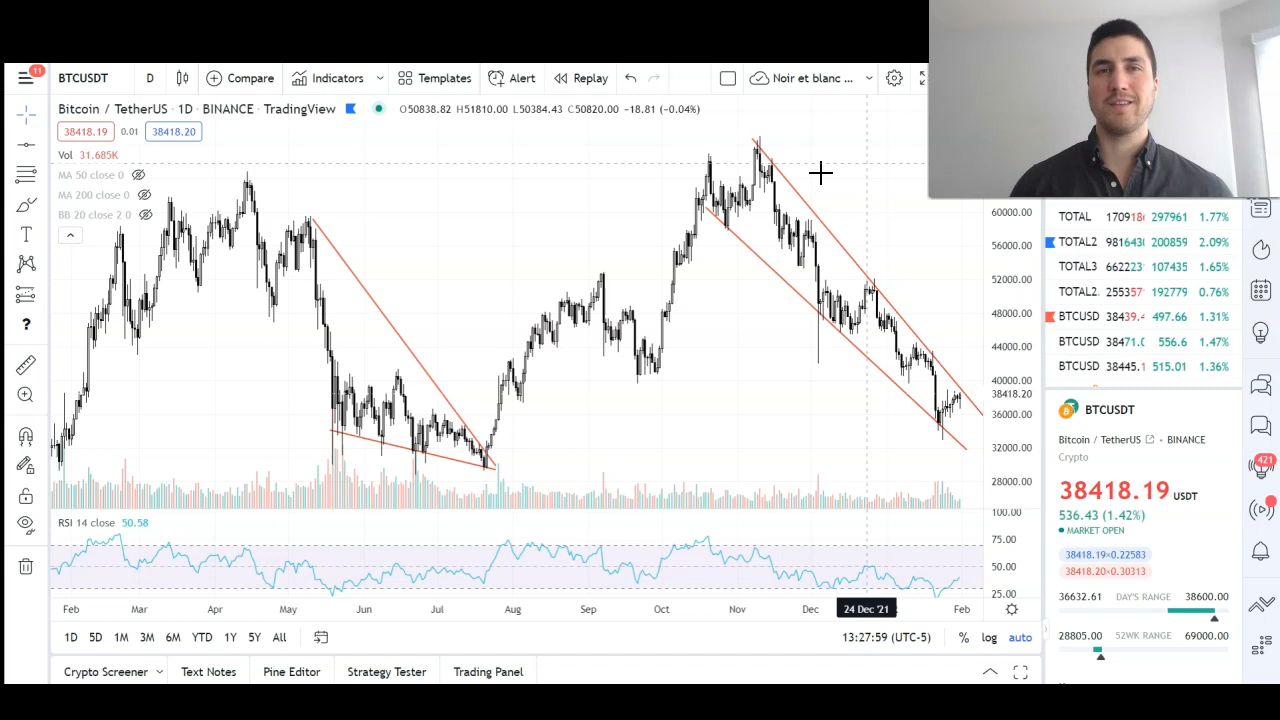 11
BTCUSDT D Compare Indicators Templates Alert Replay Noir et blanc ...
Bitcoin / TetherUS · 1D · BINANCE · TradingView O50838.82 H51810.00 L50384.43 C50820.00 −18.81 (−0.04%)
38418.19 0.01 38418.20
Vol 31.685K
MA 50 close 0
MA 200 close 0
BB 20 close 2 0
60000.00
56000.00
52000.00
48000.00
44000.00
40000.00
38418.20
36000.00
32000.00
28000.00
RSI 14 close 50.58
100.00
75.00
50.00
25.00
Feb Mar Apr May Jun Jul Aug Sep Oct Nov Dec 24 Dec '21 Feb
1D 5D 1M 3M 6M YTD 1Y 5Y All 13:27:59 (UTC-5) % log auto
Crypto Screener Text Notes Pine Editor Strategy Tester Trading Panel
TOTAL 170918 297961 1.77%
TOTAL2 981643 200859 2.09%
TOTAL3 662223 107435 1.65%
TOTAL2. 255357 192779 0.76%
BTCUSD 38439. 497.66 1.31%
BTCUSD 38471. 556.6 1.47%
BTCUSD 38445. 515.01 1.36%
BTCUSDT
Bitcoin / TetherUS · BINANCE
Crypto
421
38418.19 USDT
536.43 (1.42%)
MARKET OPEN
38418.19×0.22583
38418.20×0.30313
36632.61 DAY'S RANGE 38600.00
28805.00 52WK RANGE 69000.00